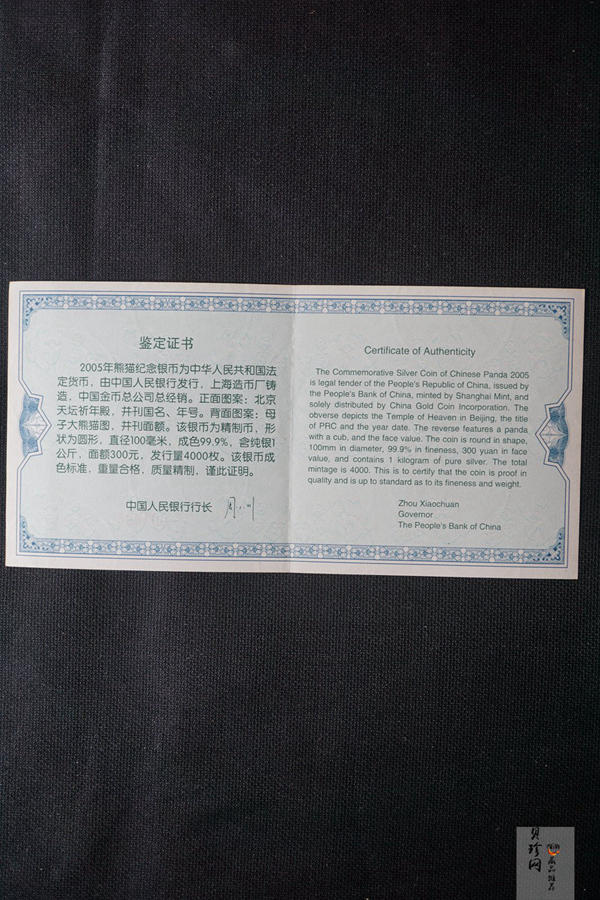 鉴定证书
2005年熊猫纪念银币为中华人民共和国法
定货币，由中国人民银行发行，上海造币厂铸
造，中国金币总公司总经销。正面图案：北京
天坛祈年殿，并刊国名、年号。背面图案：母
子大熊猫图，并刊面额。该银币为精制币，形
状为圆形，直径100毫米，成色99.9%，含纯银1
公斤，面额300元，发行量4000枚。该银币成
色标准，重量合格，质量精制，谨此证明。
中国人民银行行长
Certificate of Authenticity
The Commemorative Silver Coin of Chinese Panda 2005
is legal tender of the People's Republic of China, issued by
the People's Bank of China, minted by Shanghai Mint, and
solely distributed by China Gold Coin Incorporation. The
obverse depicts the Temple of Heaven in Beijing, the title
of PRC and the year date. The reverse features a panda
with a cub, and the face value. The coin is round in shape,
100mm in diameter, 99.9% in fineness, 300 yuan in face
value, and contains 1 kilogram of pure silver. The total
mintage is 4000. This is to certify that the coin is proof in
quality and is up to standard as to its fineness and weight.
Zhou Xiaochuan
Governor
The People's Bank of China
贝珍网